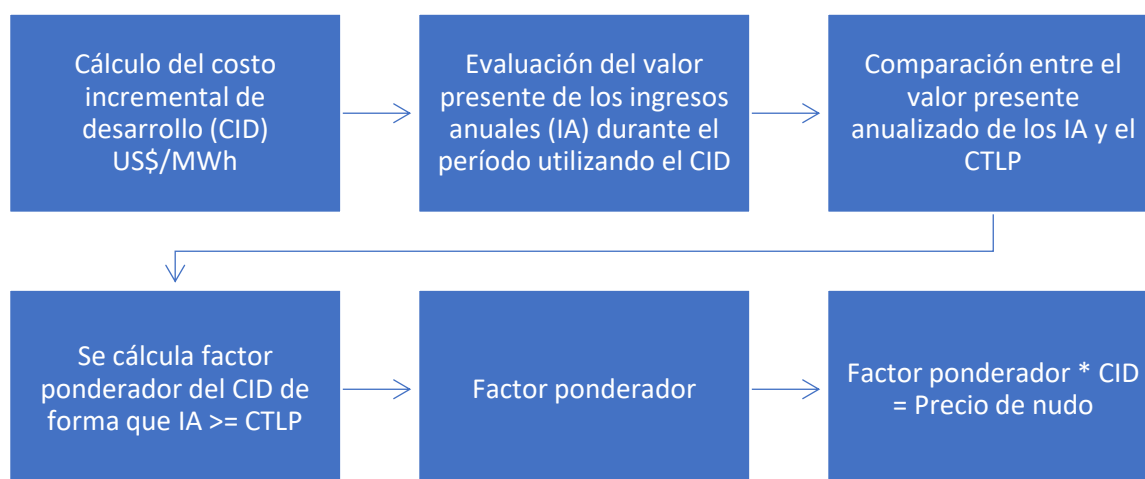 Cálculo del costo
incremental de
desarrollo (CID)
US$/MWh
Evaluación del valor
presente de los ingresos
anuales (IA) durante el
período utilizando el CID
Comparación entre el
valor presente
anualizado de los IA y el
CTLP
Se cálcula factor
ponderador del CID de
forma que IA >= CTLP
Factor ponderador
Factor ponderador * CID
= Precio de nudo